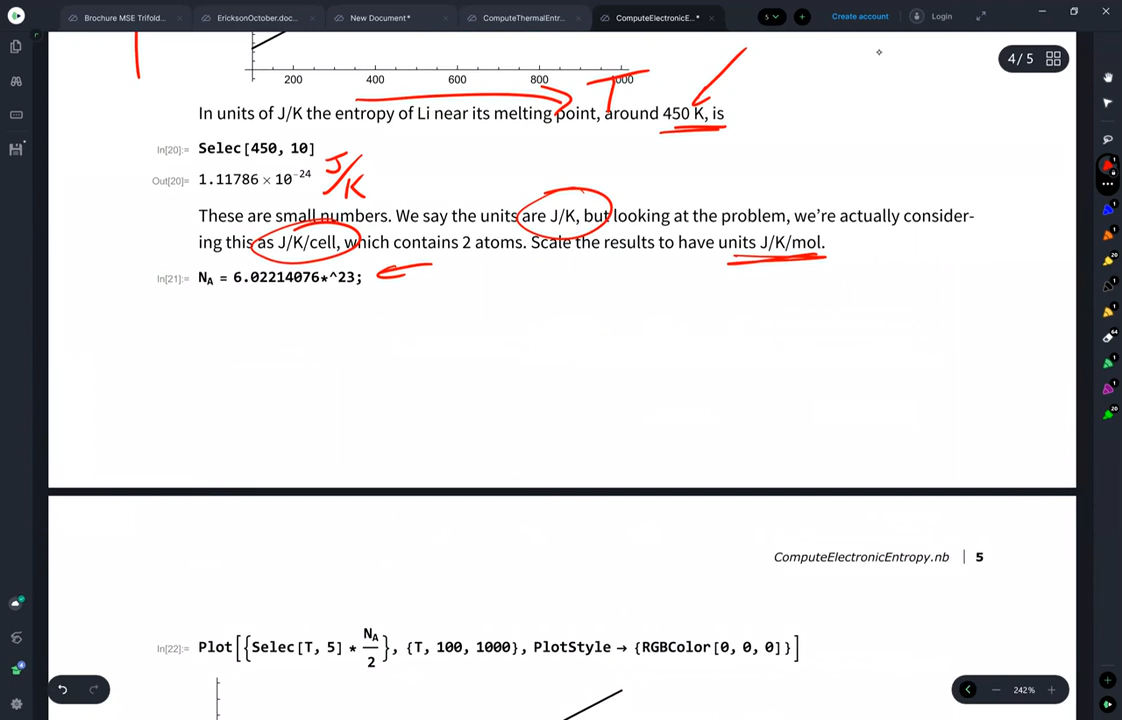 Brochure MSE Trifold...
EricksonOctober.doc...
New Document*
ComputeThermalEntr...
ComputeElectronicE...*
5
Create account
Login
4 / 5
200 400 600 800 1000
T
In units of J/K the entropy of Li near its melting point, around 450 K, is
In[20]:= Selec[450, 10]
Out[20]= 1.11786 × 10^-24
J/K
These are small numbers. We say the units are J/K, but looking at the problem, we're actually consider-
ing this as J/K/cell, which contains 2 atoms. Scale the results to have units J/K/mol.
In[21]:= N_A = 6.02214076*^23;
ComputeElectronicEntropy.nb | 5
In[22]:= Plot[{Selec[T, 5] * N_A/2}, {T, 100, 1000}, PlotStyle → {RGBColor[0, 0, 0]}]
242%